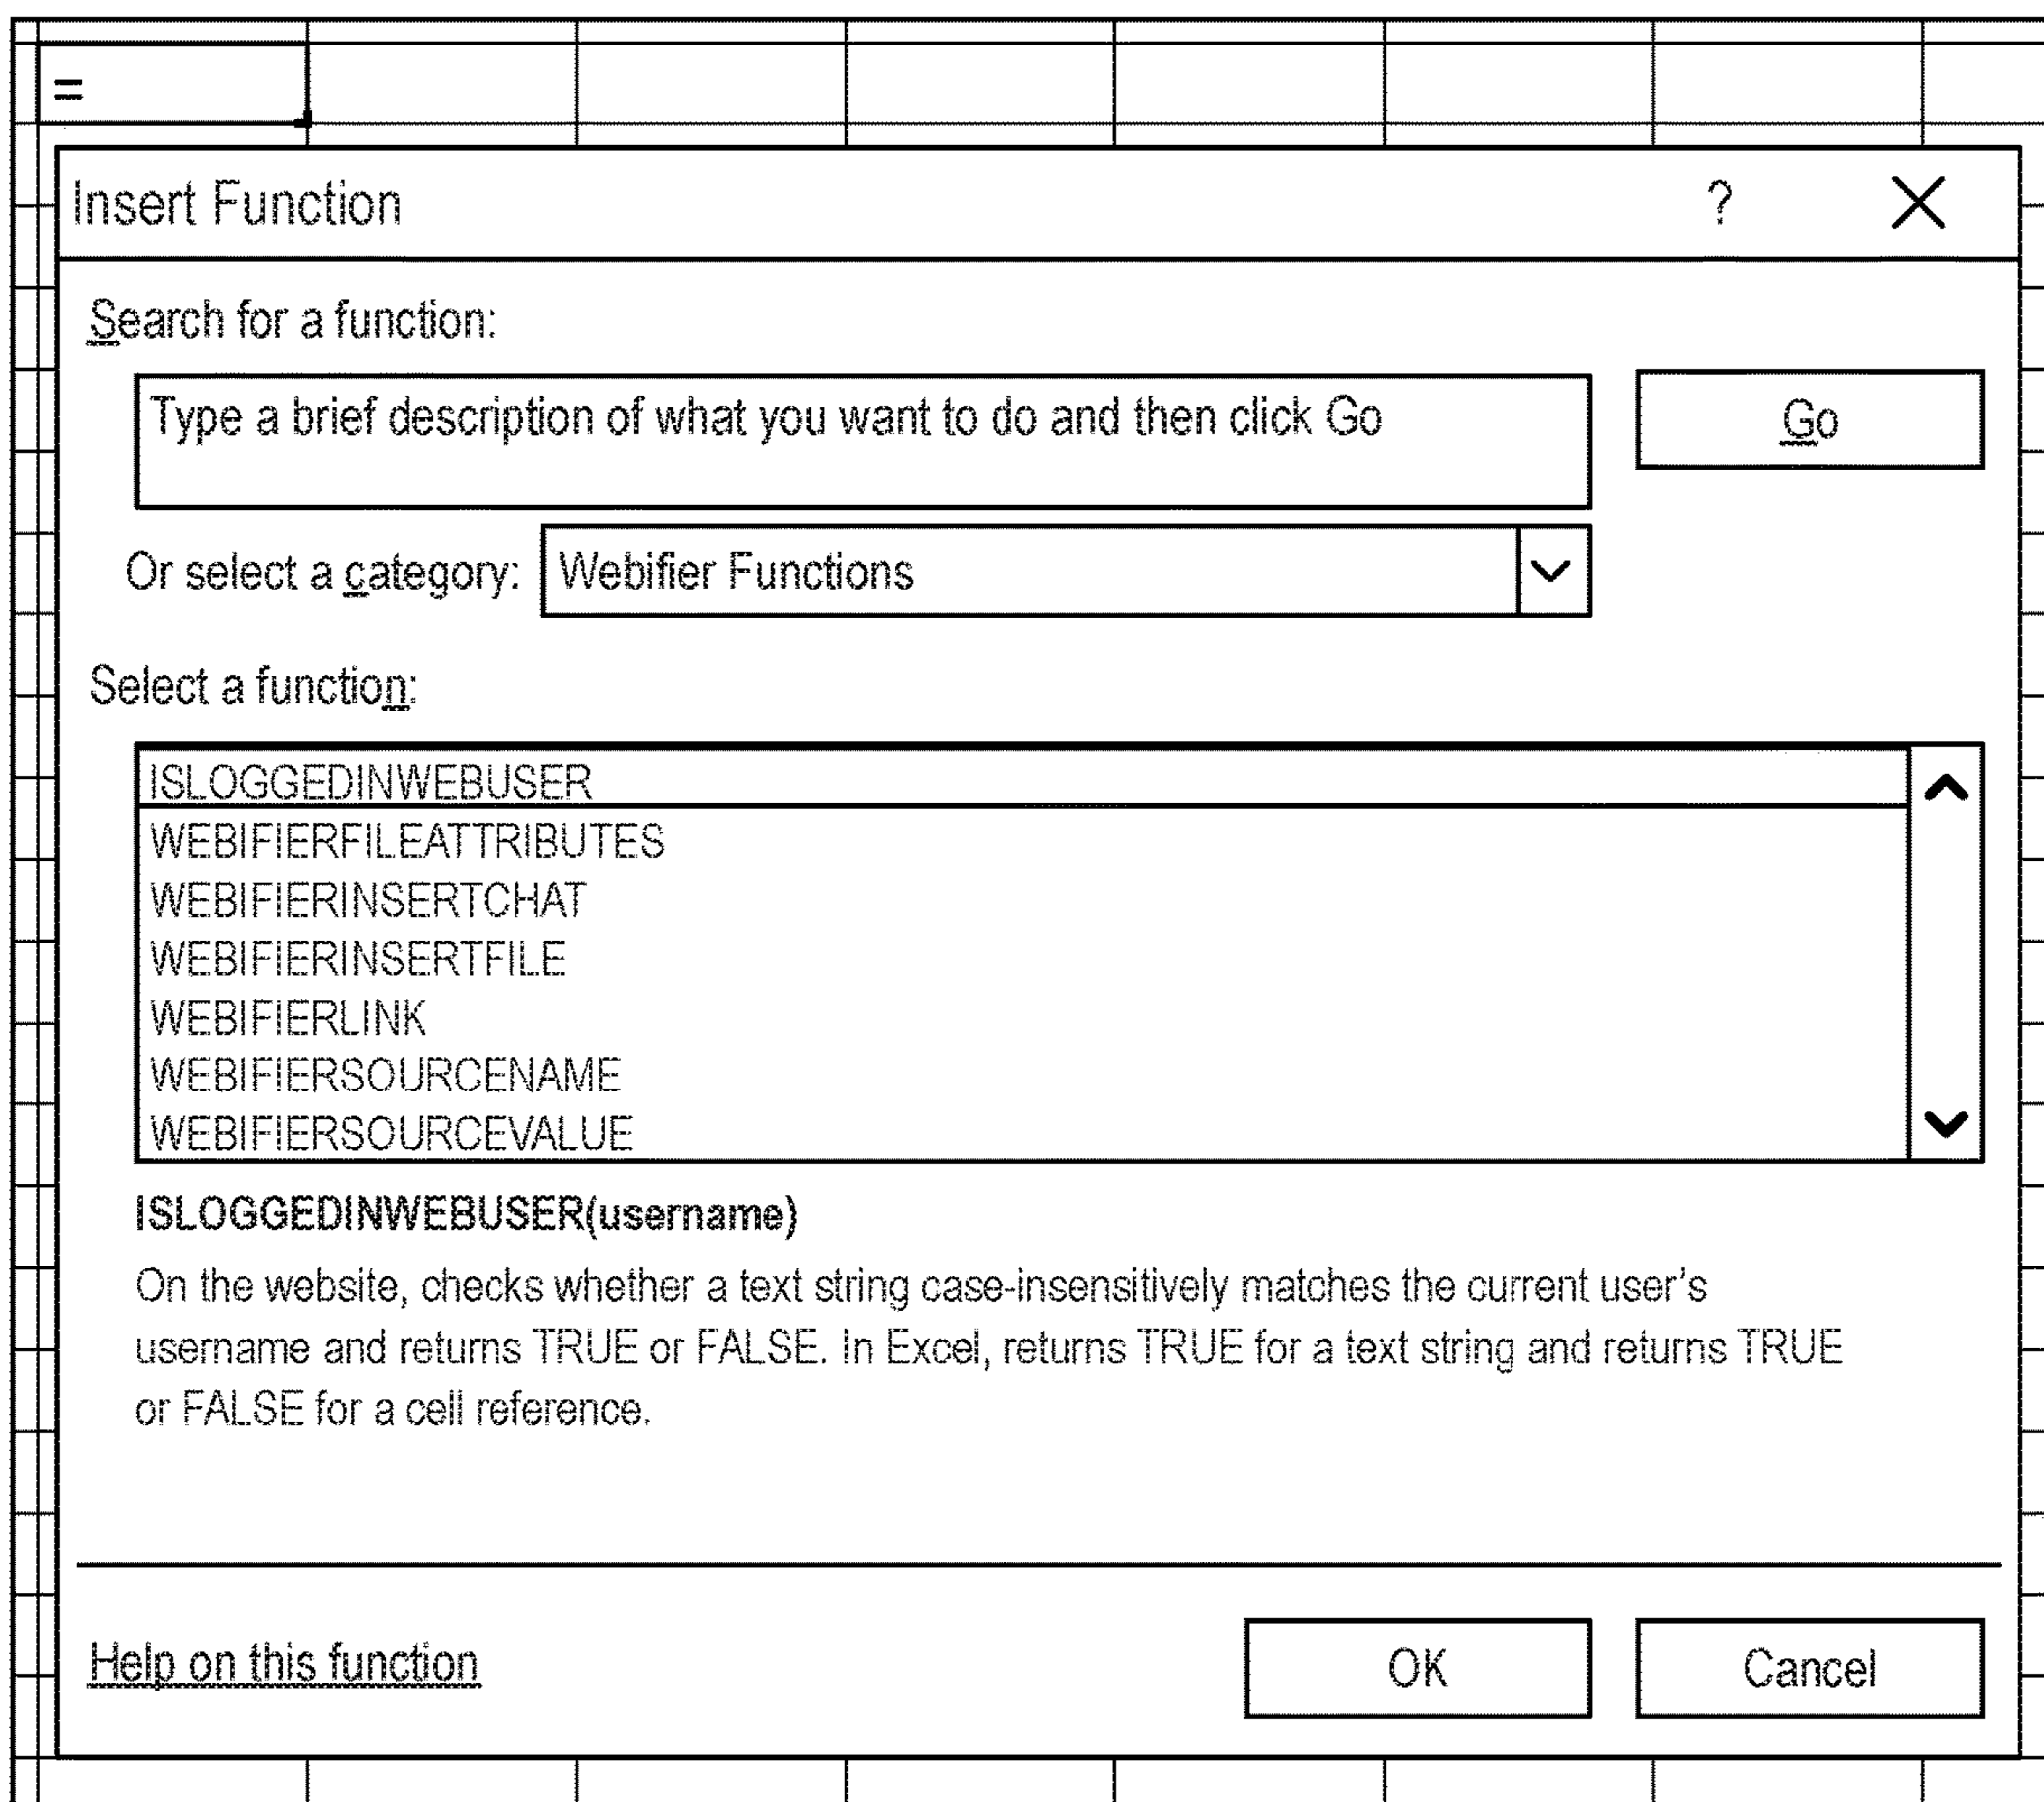 =
Insert Function ?
Search for a function:
Type a brief description of what you want to do and then click Go
Go
Or select a category: Webifier Functions
Select a function:
ISLOGGEDINWEBUSER
WEBIFIERFILEATTRIBUTES
WEBIFIERINSERTCHAT
WEBIFIERINSERTFILE
WEBIFIERLINK
WEBIFIERSOURCENAME
WEBIFIERSOURCEVALUE
ISLOGGEDINWEBUSER(username)
On the website, checks whether a text string case-insensitively matches the current user's
username and returns TRUE or FALSE. In Excel, returns TRUE for a text string and returns TRUE
or FALSE for a cell reference.
Help on this function
OK
Cancel